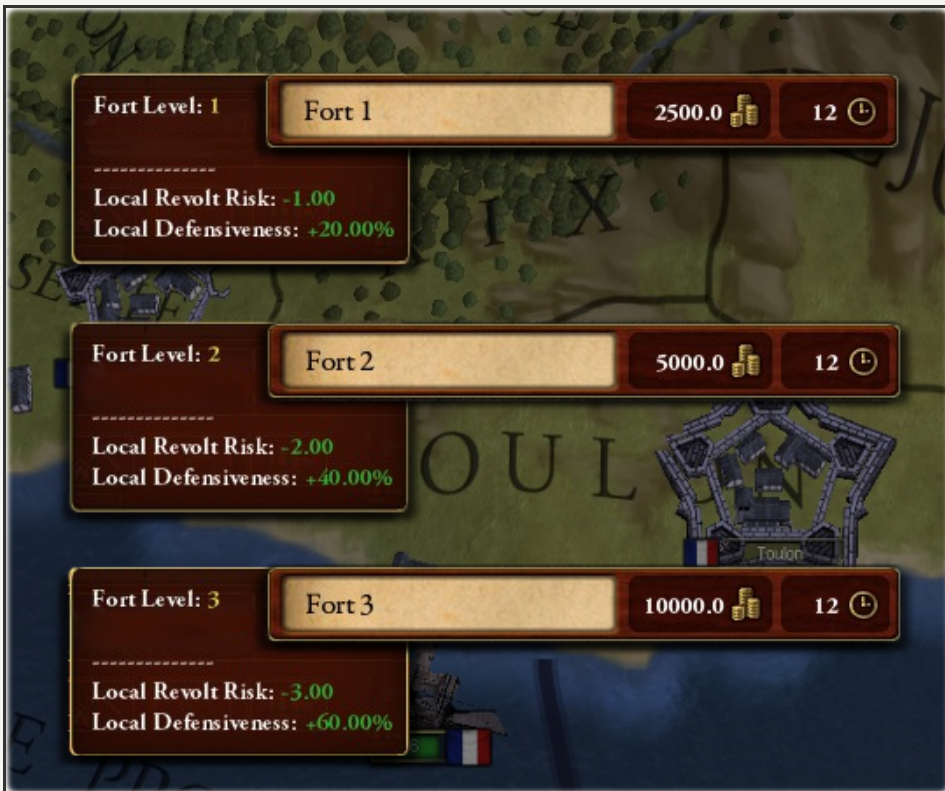 Fort Level: 1
Fort 1
2500.0
12
--------------
Local Revolt Risk: -1.00
Local Defensiveness: +20.00%
Fort Level: 2
Fort 2
5000.0
12
--------------
Local Revolt Risk: -2.00
Local Defensiveness: +40.00%
OUL N
Toulon
Fort Level: 3
Fort 3
10000.0
12
--------------
Local Revolt Risk: -3.00
Local Defensiveness: +60.00%